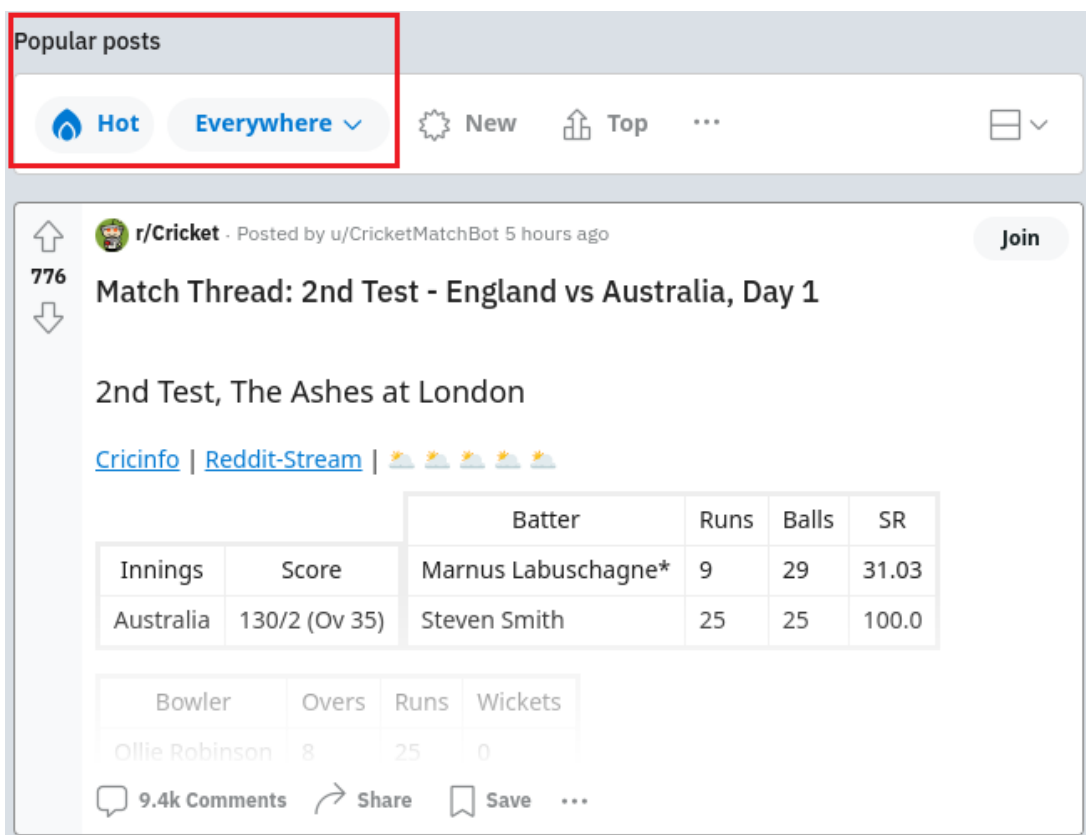 Popular posts
Hot Everywhere New Top ...
r/Cricket · Posted by u/CricketMatchBot 5 hours ago Join
776
Match Thread: 2nd Test - England vs Australia, Day 1
2nd Test, The Ashes at London
Cricinfo | Reddit-Stream |
Batter Runs Balls SR
Innings Score Marnus Labuschagne* 9 29 31.03
Australia 130/2 (Ov 35) Steven Smith 25 25 100.0
Bowler Overs Runs Wickets
Ollie Robinson 8 25 0
9.4k Comments Share Save ...